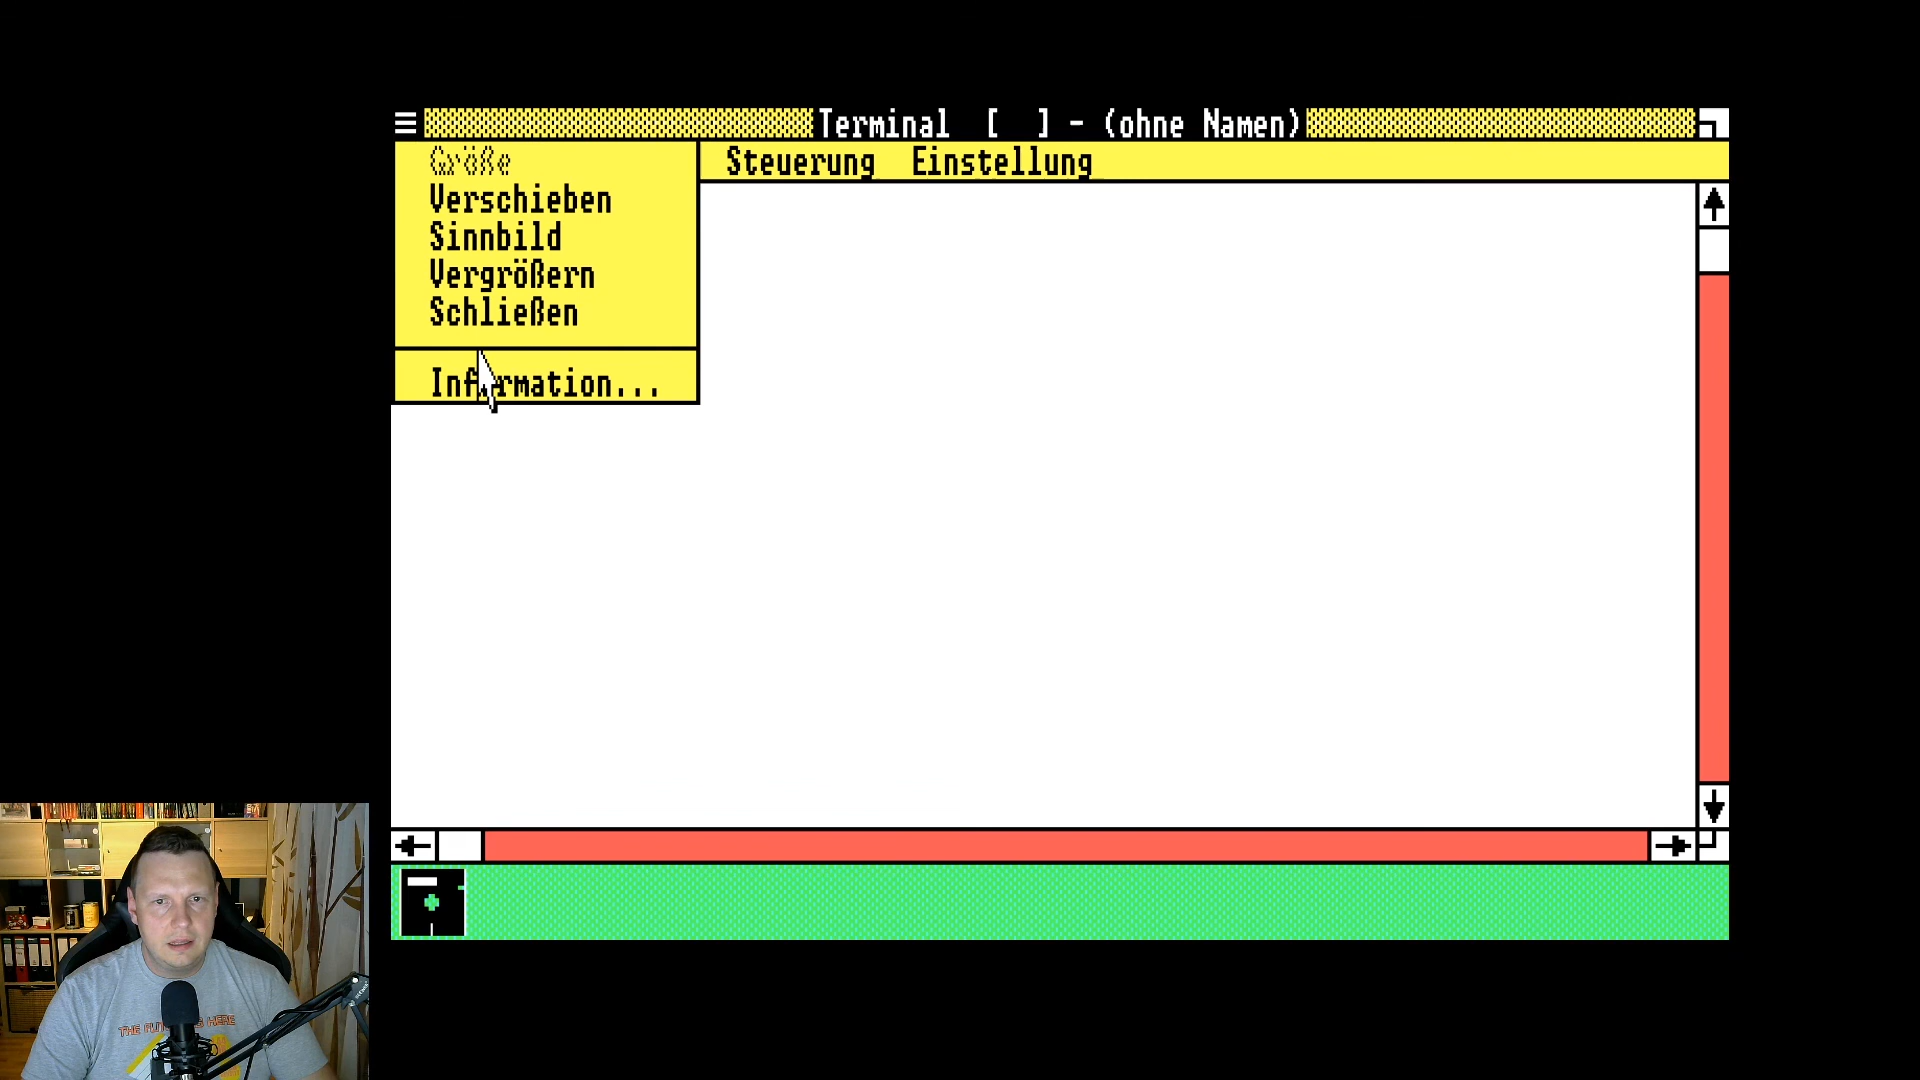 Terminal [ ] - (ohne Namen)
Größe
Steuerung Einstellung
Verschieben
Sinnbild
Vergrößern
Schließen
Information...